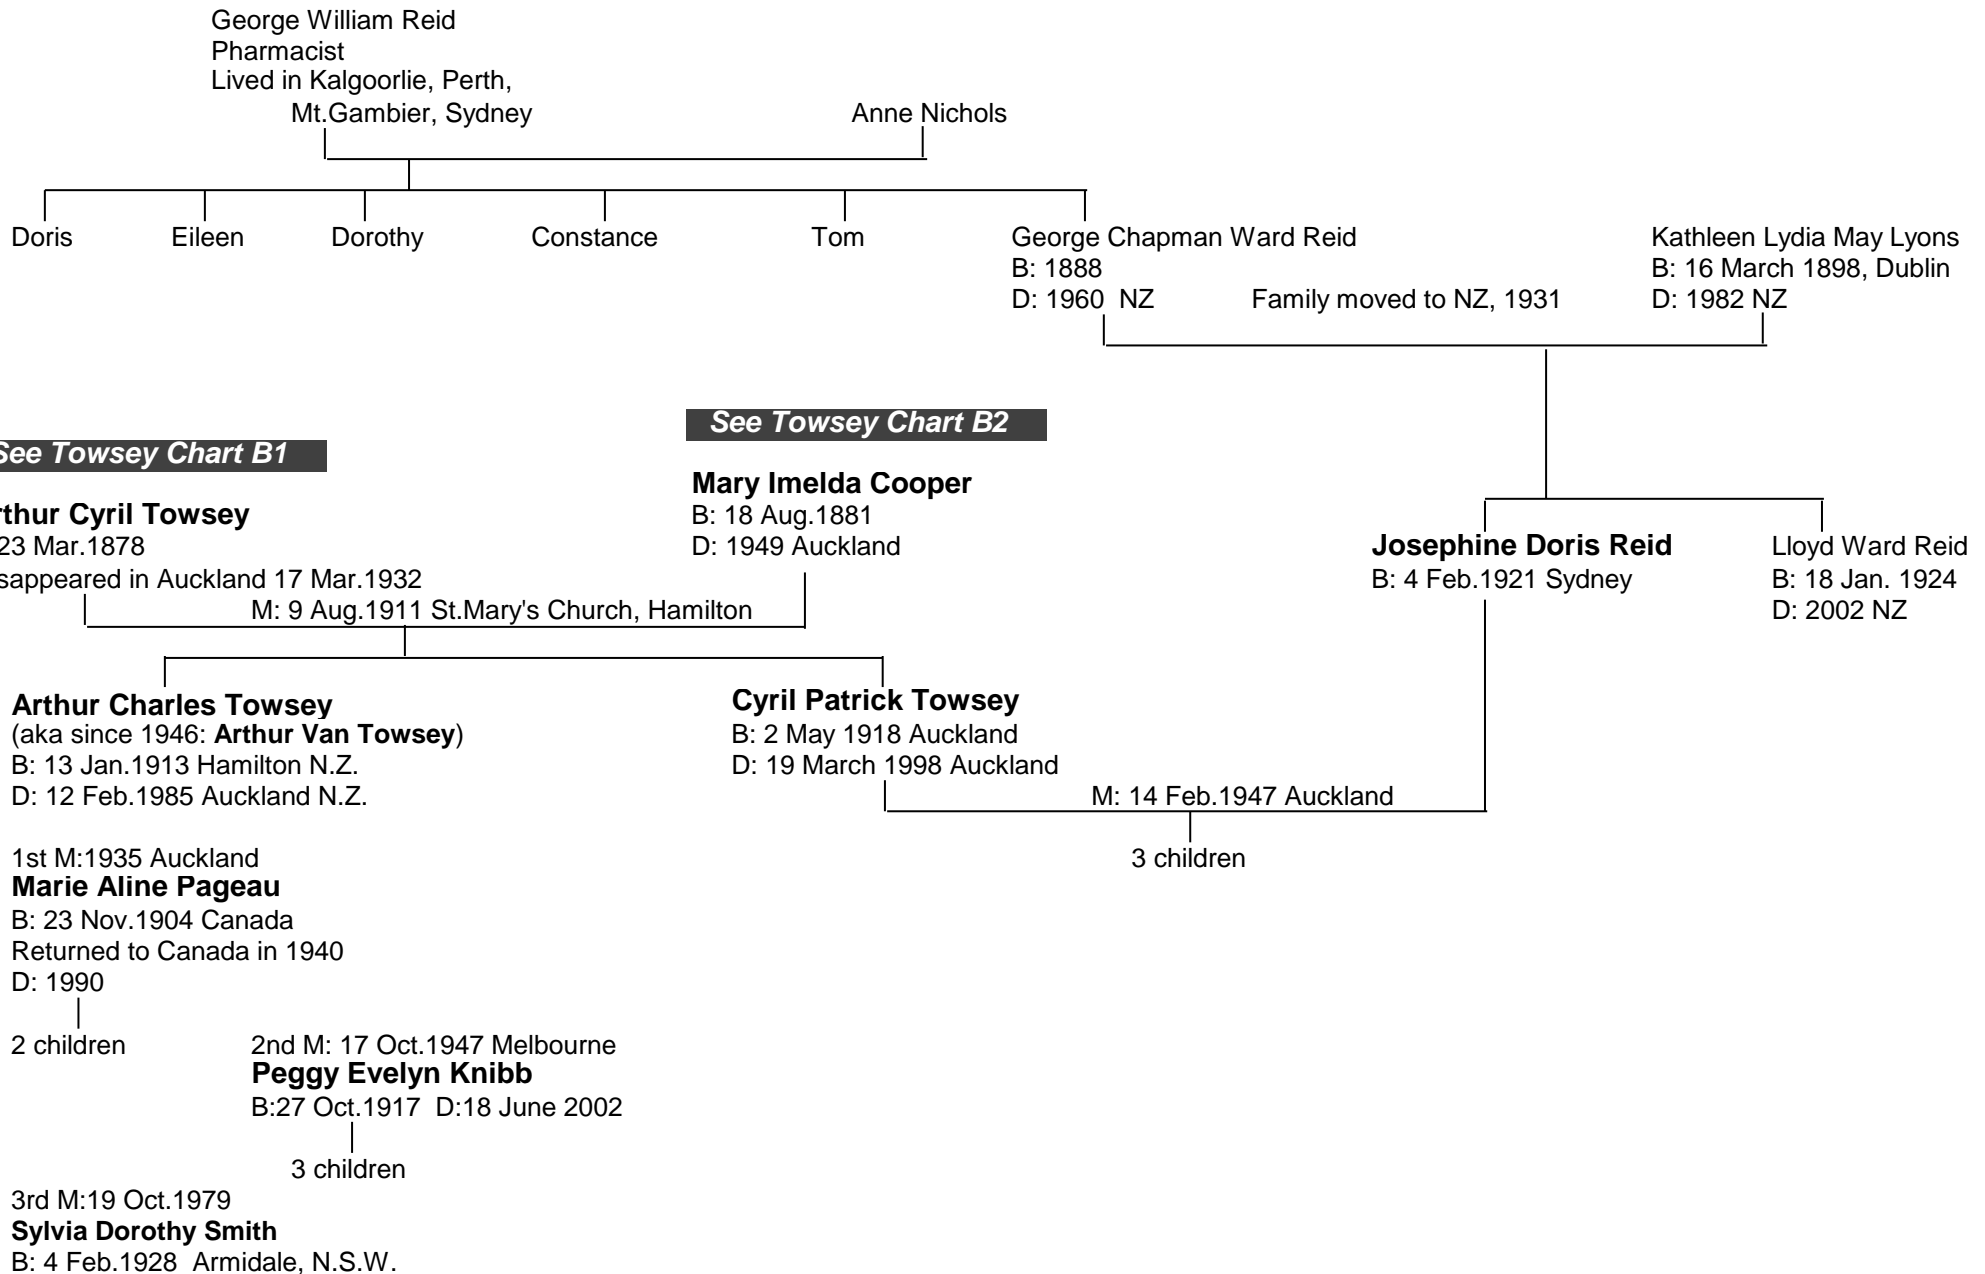 George William Reid
Pharmacist
Lived in Kalgoorlie, Perth,
Mt.Gambier, Sydney
Anne Nichols
Doris
Eileen
Dorothy
Constance
Tom
George Chapman Ward Reid
B: 1888
D: 1960 NZ
Family moved to NZ, 1931
Kathleen Lydia May Lyons
B: 16 March 1898, Dublin
D: 1982 NZ
See Towsey Chart B1
rthur Cyril Towsey
23 Mar.1878
sappeared in Auckland 17 Mar.1932
See Towsey Chart B2
Mary Imelda Cooper
B: 18 Aug.1881
D: 1949 Auckland
M: 9 Aug.1911 St.Mary's Church, Hamilton
Josephine Doris Reid
B: 4 Feb.1921 Sydney
Lloyd Ward Reid
B: 18 Jan. 1924
D: 2002 NZ
Arthur Charles Towsey
(aka since 1946: Arthur Van Towsey)
B: 13 Jan.1913 Hamilton N.Z.
D: 12 Feb.1985 Auckland N.Z.
Cyril Patrick Towsey
B: 2 May 1918 Auckland
D: 19 March 1998 Auckland
M: 14 Feb.1947 Auckland
3 children
1st M:1935 Auckland
Marie Aline Pageau
B: 23 Nov.1904 Canada
Returned to Canada in 1940
D: 1990
2 children
2nd M: 17 Oct.1947 Melbourne
Peggy Evelyn Knibb
B:27 Oct.1917 D:18 June 2002
3 children
3rd M:19 Oct.1979
Sylvia Dorothy Smith
B: 4 Feb.1928 Armidale, N.S.W.